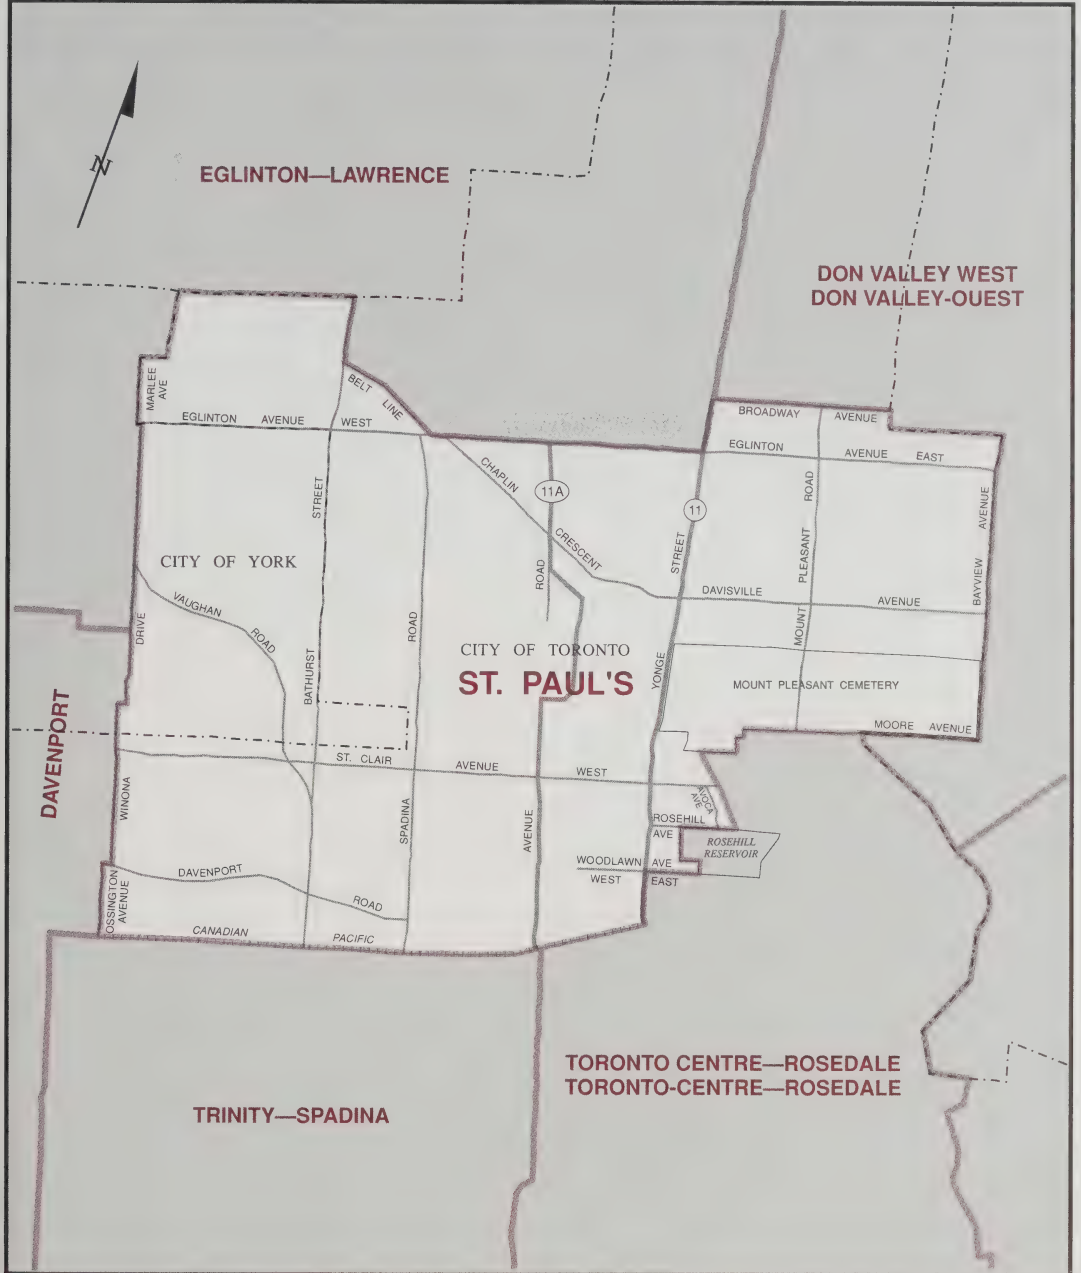 N
EGLINTON—LAWRENCE
DON VALLEY WEST
DON VALLEY-OUEST
MARLEE
AVE
BELT
LINE
BROADWAY AVENUE
EGLINTON AVENUE WEST
EGLINTON AVENUE EAST
CHAPLIN
CRESCENT
11A
11
STREET
ROAD
STREET
ROAD
PLEASANT
MOUNT
BAYVIEW AVENUE
CITY OF YORK
VAUGHAN
ROAD
DRIVE
ROAD
DAVISVILLE AVENUE
BATHURST
CITY OF TORONTO
ST. PAUL'S
YONGE
MOUNT PLEASANT CEMETERY
MOORE AVENUE
DAVENPORT
ST. CLAIR AVENUE WEST
WINONA
SPADINA
AVENUE
AVOCA
AVE
ROSEHILL
AVE
ROSEHILL
RESERVOIR
WOODLAWN AVE
WEST EAST
DAVENPORT
ROAD
OSSINGTON
AVENUE
CANADIAN PACIFIC
TORONTO CENTRE—ROSEDALE
TORONTO-CENTRE—ROSEDALE
TRINITY—SPADINA